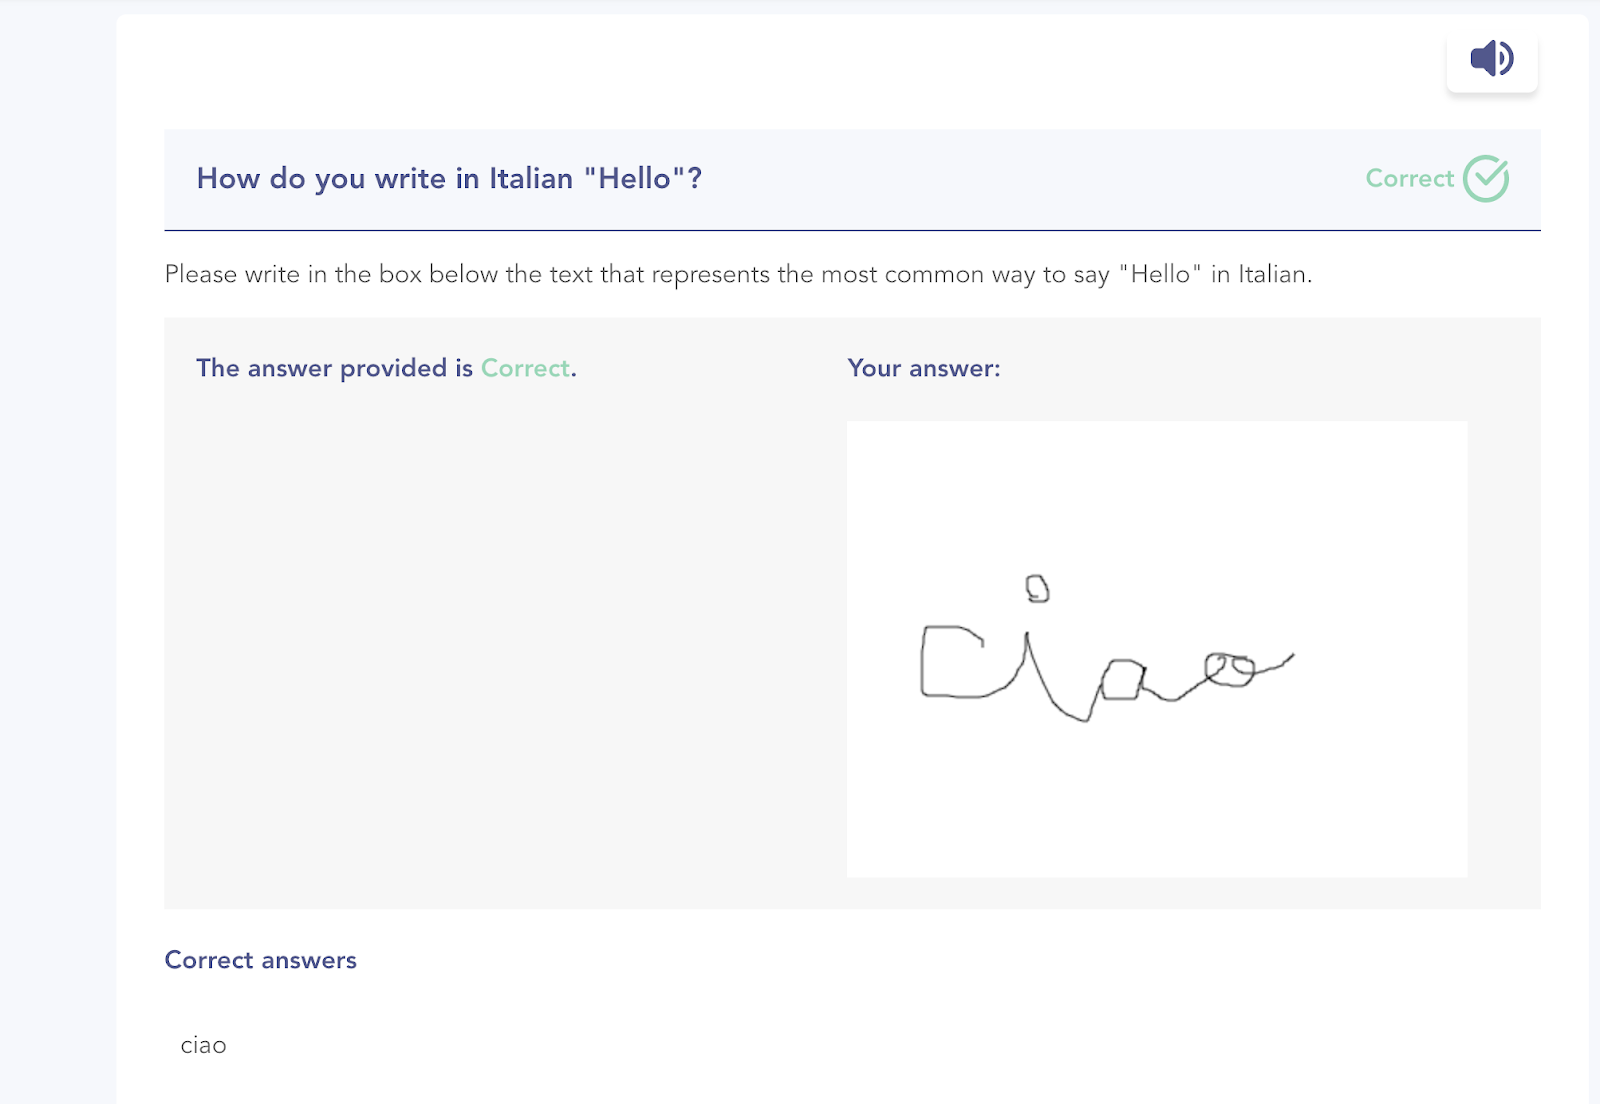 How do you write in Italian "Hello"?
Correct
Please write in the box below the text that represents the most common way to say "Hello" in Italian.
The answer provided is Correct.
Your answer:
ciao
Correct answers
ciao